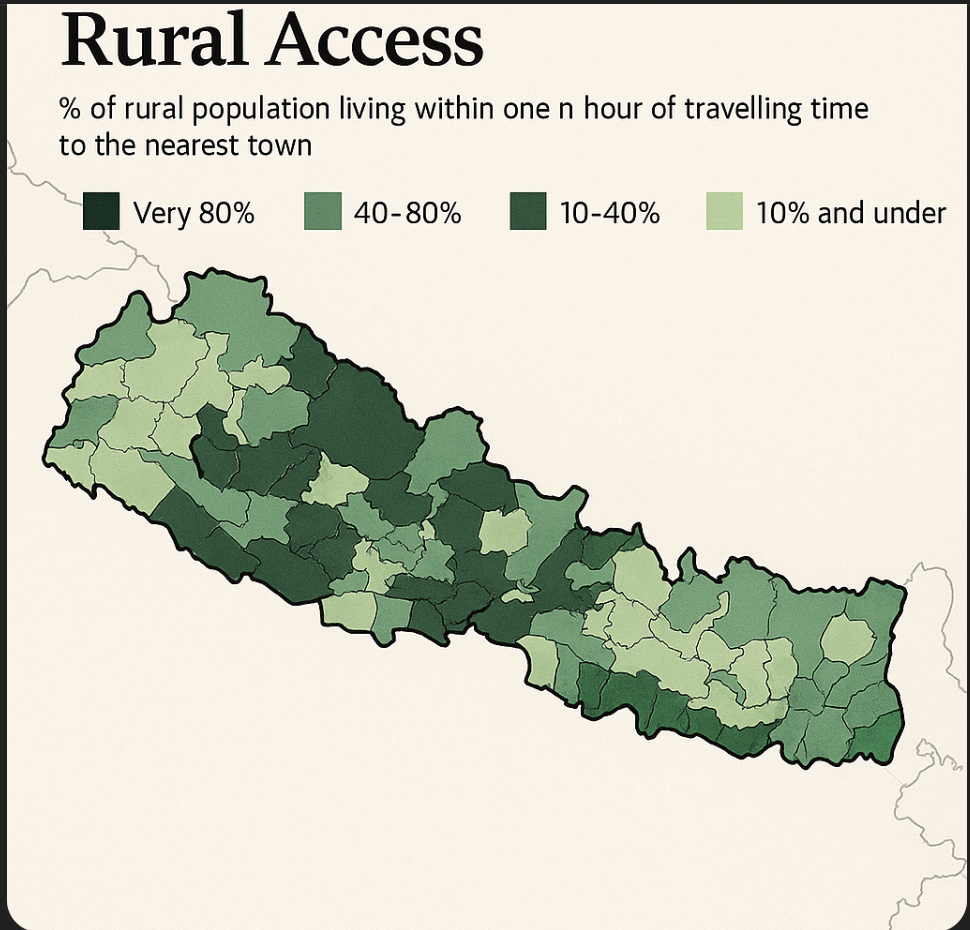 Rural Access
% of rural population living within one n hour of travelling time
to the nearest town
Very 80% 40-80% 10-40% 10% and under